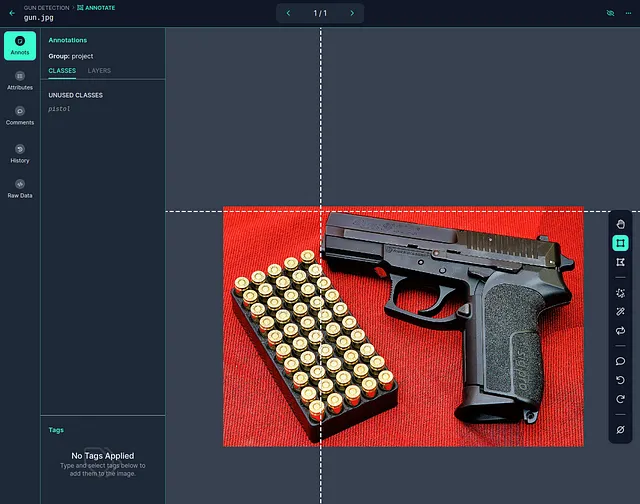 GUN DETECTION > ANNOTATE
gun.jpg
1 / 1
Annots
Attributes
Comments
History
Raw Data
Annotations
Group: project
CLASSES LAYERS
UNUSED CLASSES
pistol
Tags
No Tags Applied
Type and select tags below to
add them to the image.